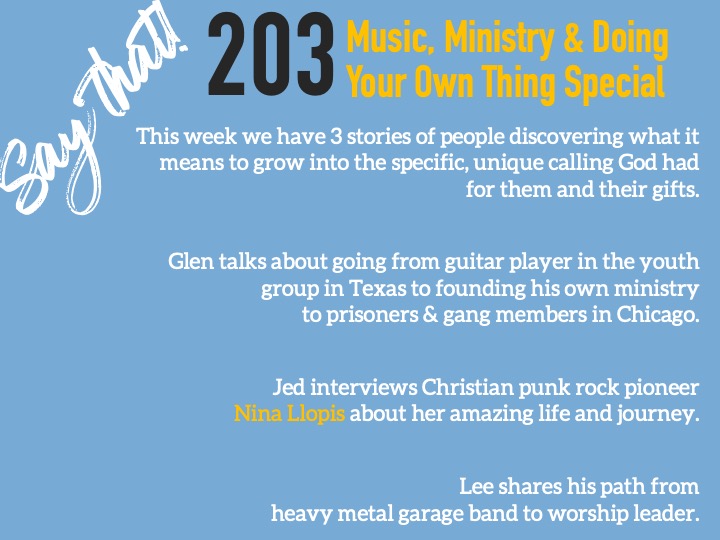 Say that!
203
Music, Ministry & Doing
Your Own Thing Special
This week we have 3 stories of people discovering what it
means to grow into the specific, unique calling God had
for them and their gifts.
Glen talks about going from guitar player in the youth
group in Texas to founding his own ministry
to prisoners & gang members in Chicago.
Jed interviews Christian punk rock pioneer
Nina Llopis about her amazing life and journey.
Lee shares his path from
heavy metal garage band to worship leader.